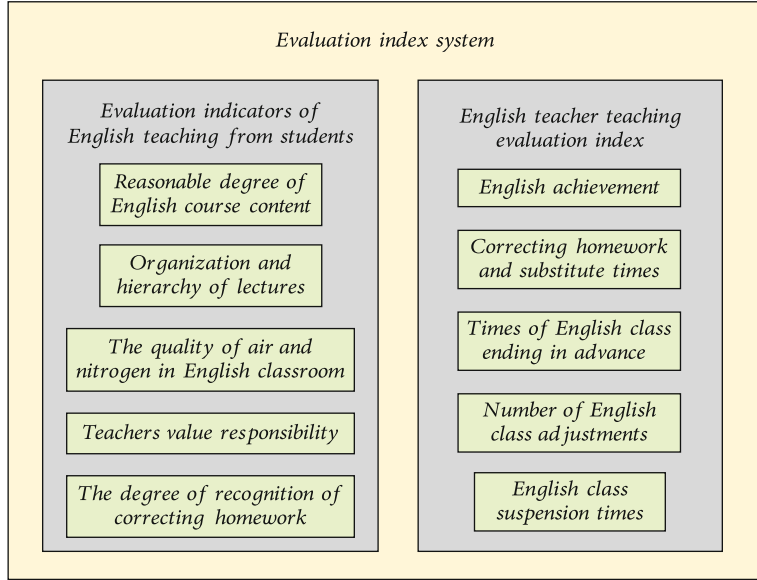 Evaluation index system
Evaluation indicators of
English teaching from students
Reasonable degree of
English course content
Organization and
hierarchy of lectures
The quality of air and
nitrogen in English classroom
Teachers value responsibility
The degree of recognition of
correcting homework
English teacher teaching
evaluation index
English achievement
Correcting homework
and substitute times
Times of English class
ending in advance
Number of English
class adjustments
English class
suspension times